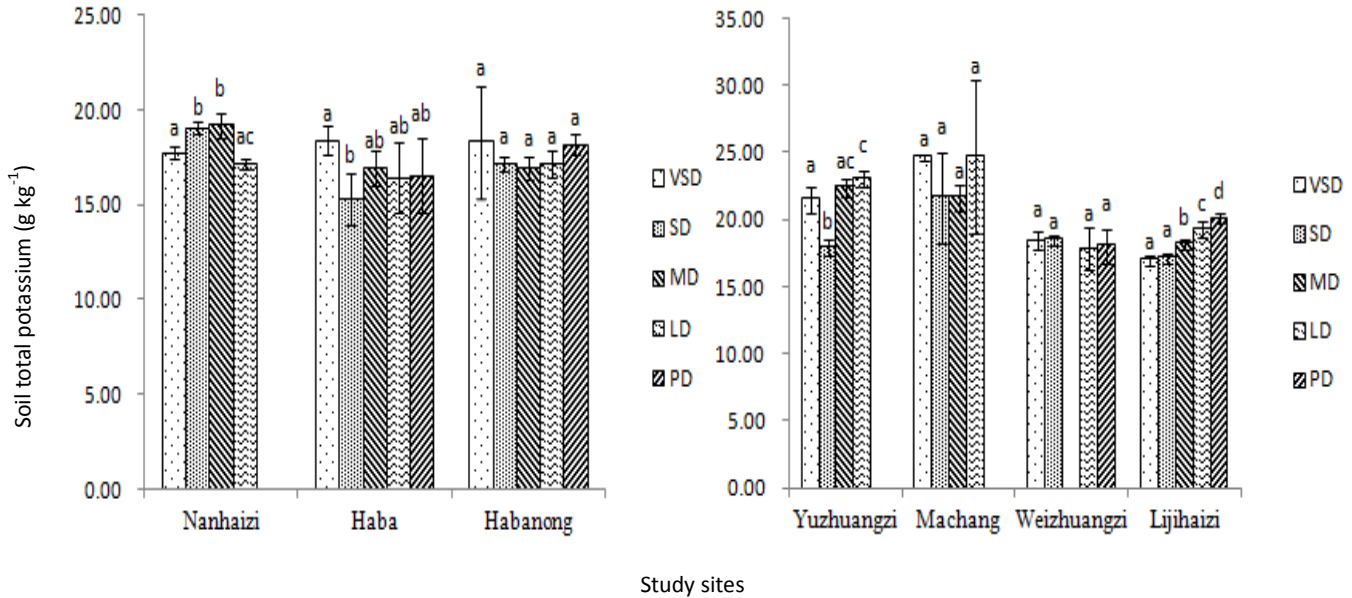 Soil total potassium (g kg-1)
25.00
20.00
15.00
10.00
5.00
0.00
a b b ac
a b ab ab ab
a a a a a
Nanhaizi Haba Habanong
VSD
SD
MD
LD
PD
35.00
30.00
25.00
20.00
15.00
10.00
5.00
0.00
a b ac c
a a a a
a a a a
a a b c d
Yuzhuangzi Machang Weizhuangzi Lijihaizi
VSD
SD
MD
LD
PD
Study sites